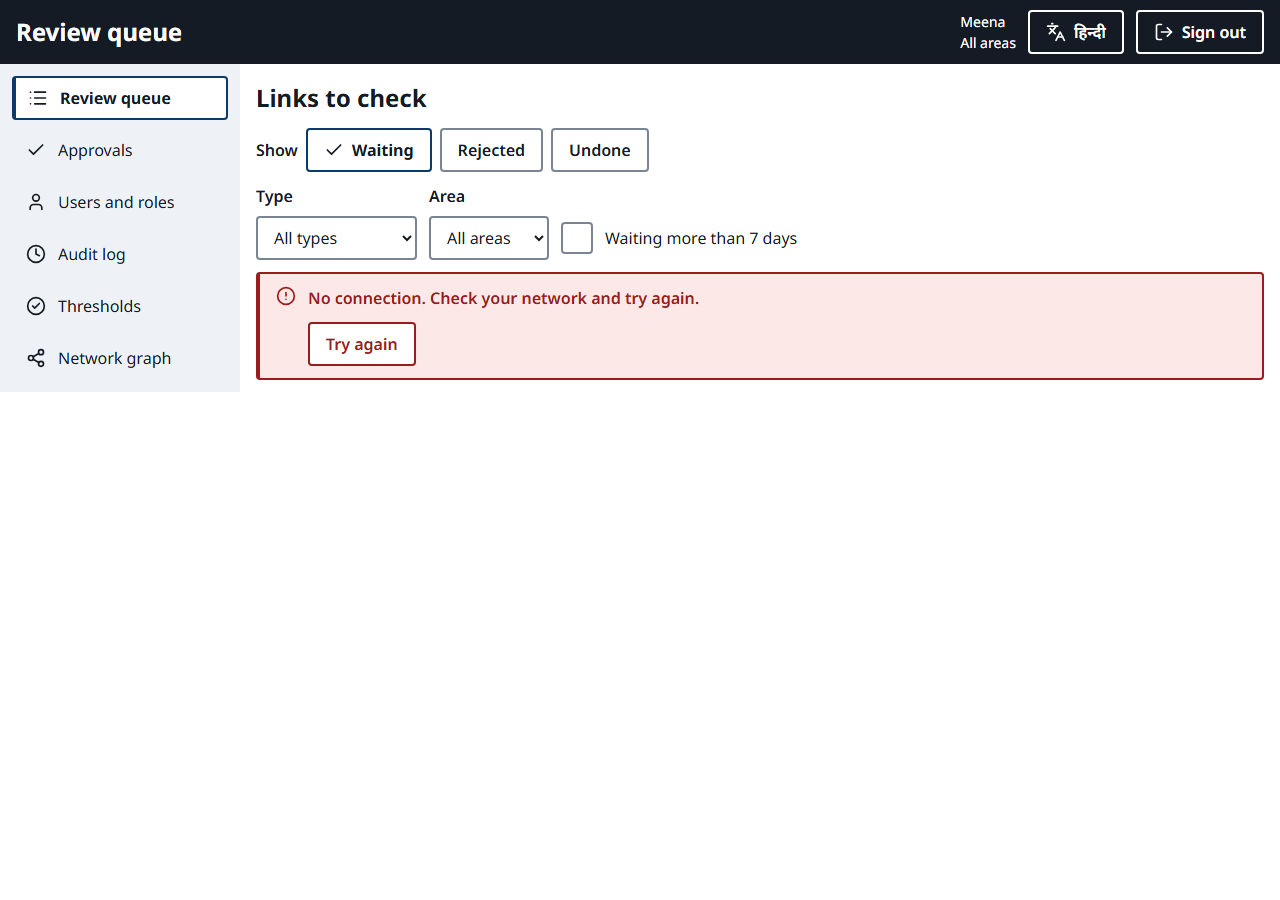 Review queue
Meena
All areas
हिन्दी
Sign out
Review queue
Approvals
Users and roles
Audit log
Thresholds
Network graph
Links to check
Show
Waiting
Rejected
Undone
Type
Area
All types
All areas
Waiting more than 7 days
No connection. Check your network and try again.
Try again